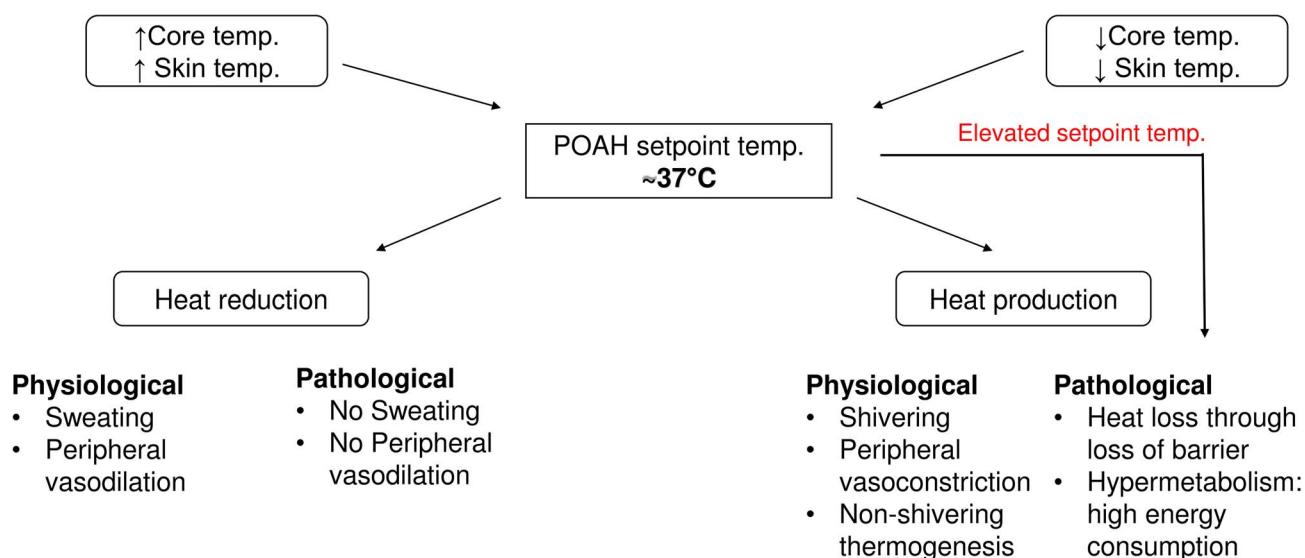 ↑Core temp.
↑ Skin temp.
↓Core temp.
↓ Skin temp.
Elevated setpoint temp.
POAH setpoint temp.
~37°C
Heat reduction
Heat production
Physiological
• Sweating
• Peripheral
vasodilation
Pathological
• No Sweating
• No Peripheral
vasodilation
Physiological
• Shivering
• Peripheral
vasoconstriction
• Non-shivering
thermogenesis
Pathological
• Heat loss through
loss of barrier
• Hypermetabolism:
high energy
consumption